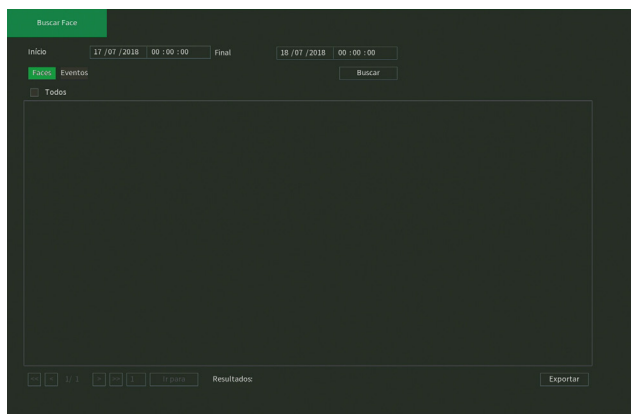 Buscar Face
Início 17 /07 /2018 00 : 00 : 00 Final 18 /07 /2018 00 : 00 : 00
Faces Eventos Buscar
Todos
<< < 1/ 1 > >> 1 Ir para Resultados: Exportar